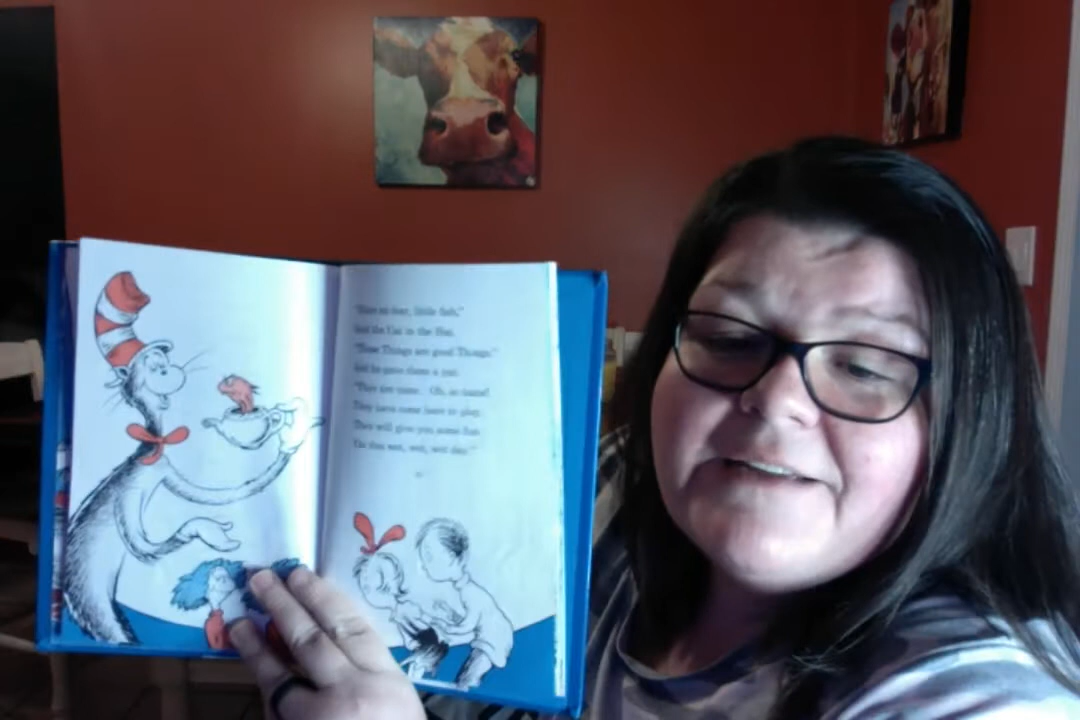 "Have no fear, little fish,"
Said the Cat in the Hat.
"These Things are good Things."
And he gave them a pat.
"They are tame. Oh, so tame!
They have come here to play.
They will give you some fun
On this wet, wet, wet day."